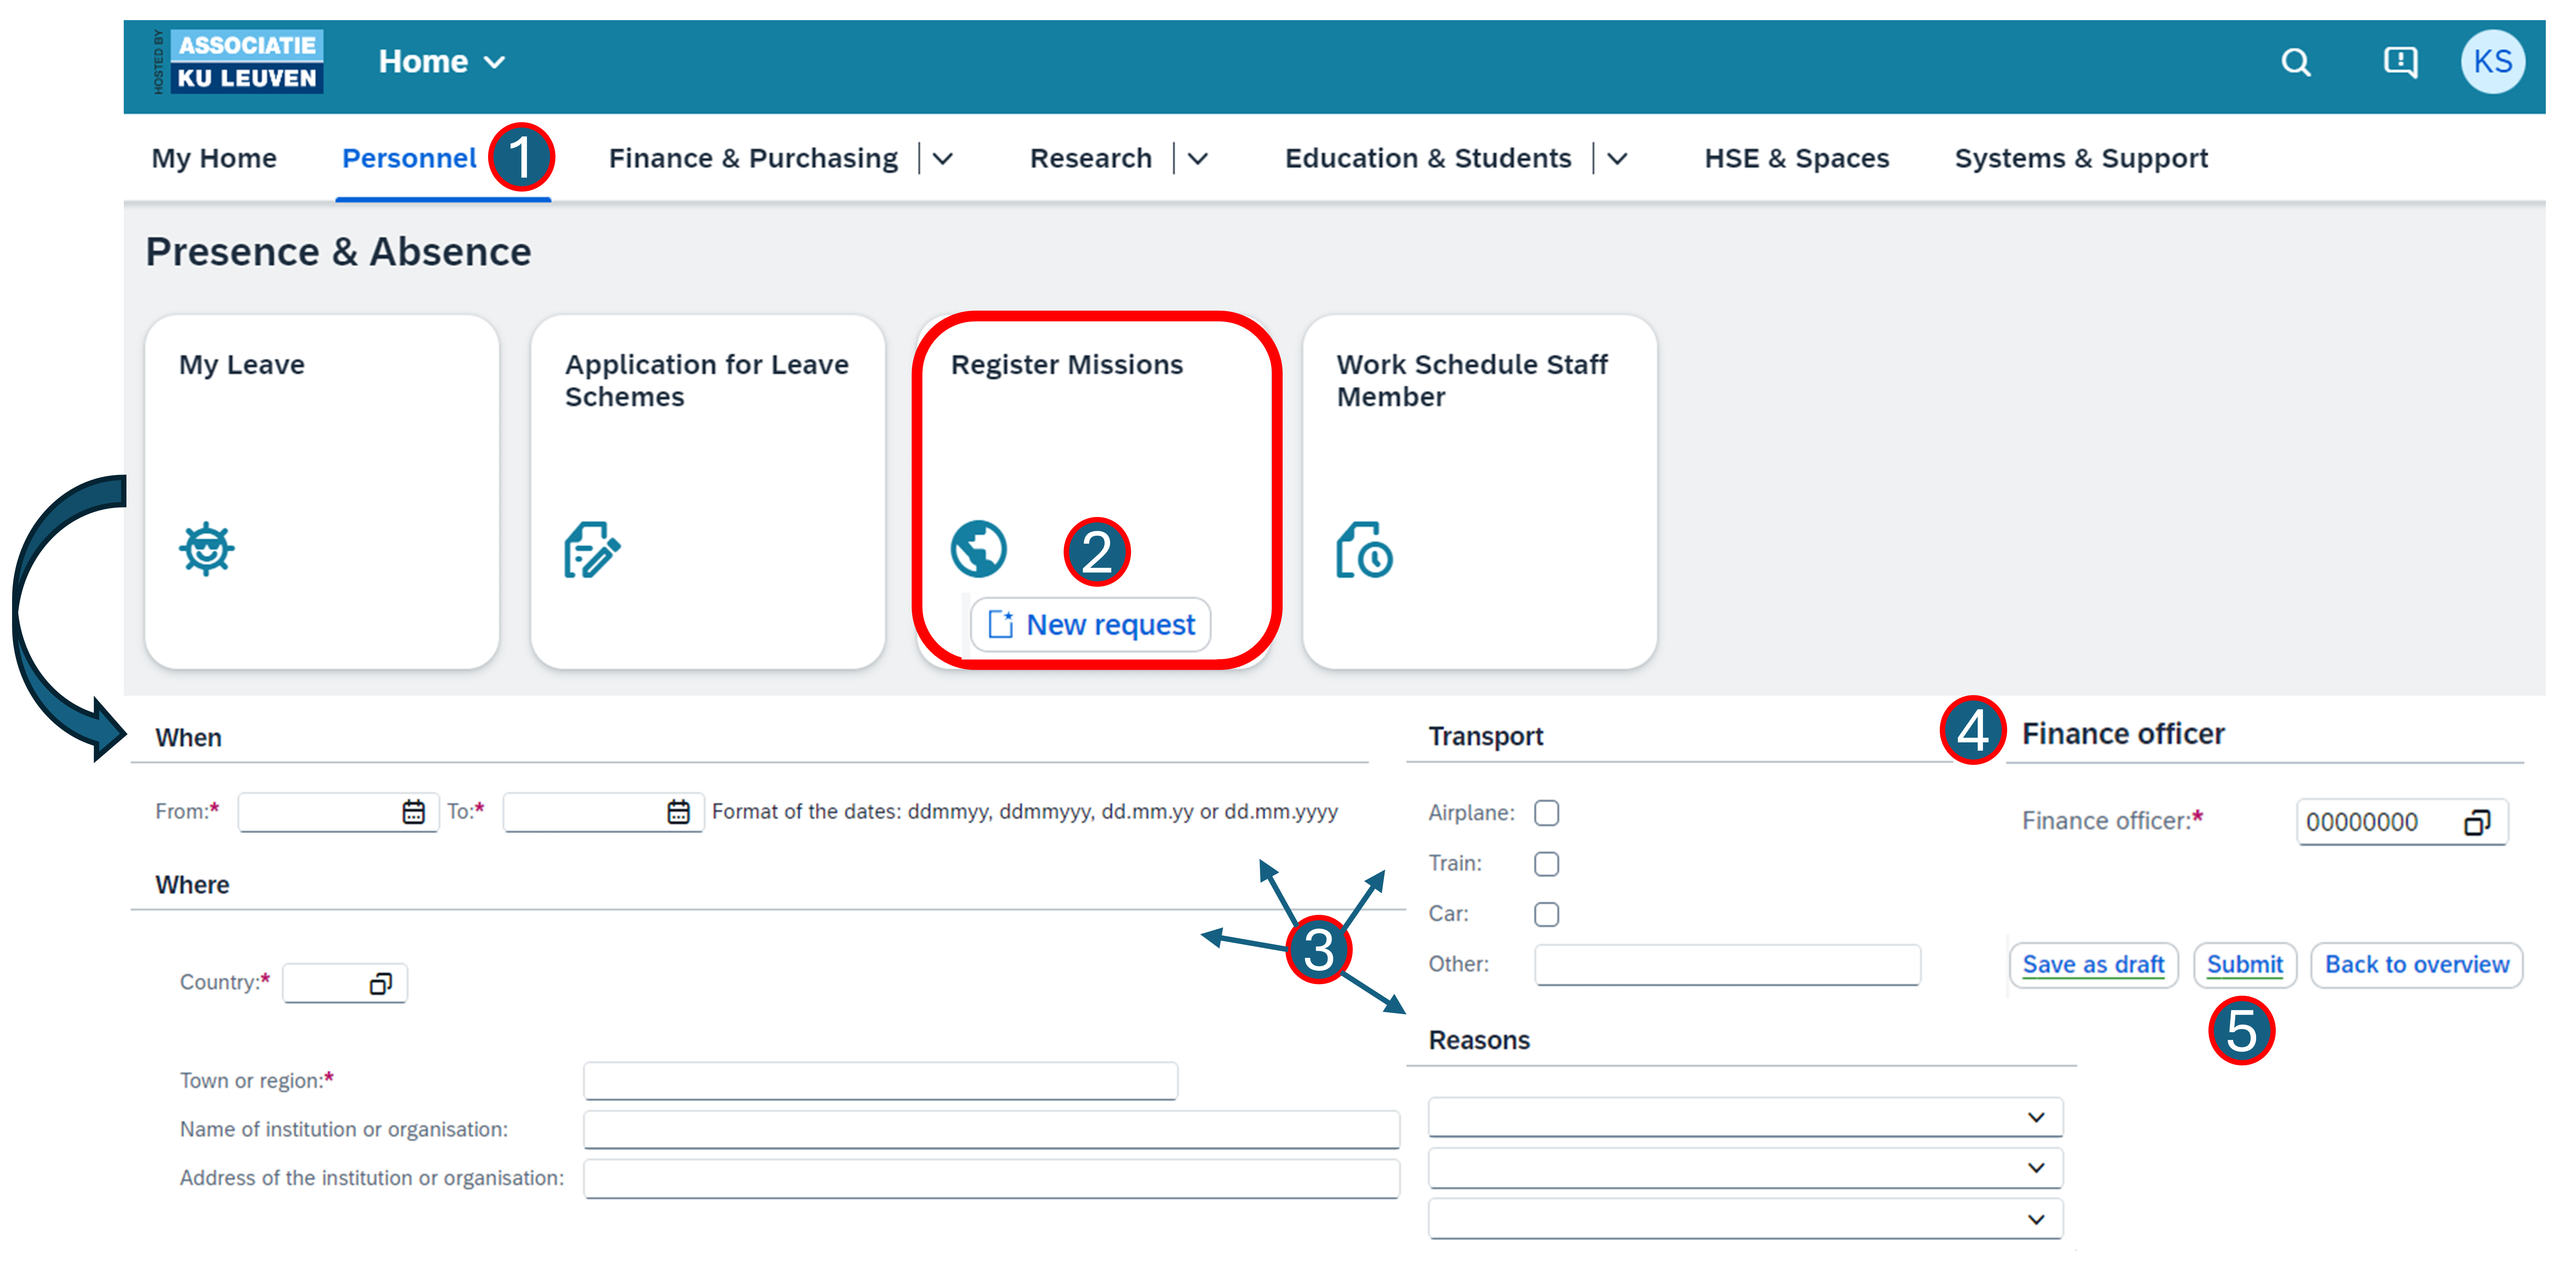 HOSTED BY
ASSOCIATIE
KU LEUVEN
Home
KS
My Home
Personnel
1
Finance & Purchasing
Research
Education & Students
HSE & Spaces
Systems & Support
Presence & Absence
My Leave
Application for Leave
Schemes
Register Missions
2
New request
Work Schedule Staff
Member
When
From:*
To:*
Format of the dates: ddmmyy, ddmmyyy, dd.mm.yy or dd.mm.yyyy
Where
Country:*
Town or region:*
Name of institution or organisation:
Address of the institution or organisation:
3
Transport
Airplane:
Train:
Car:
Other:
Reasons
4
Finance officer
Finance officer:*
00000000
Save as draft
Submit
Back to overview
5